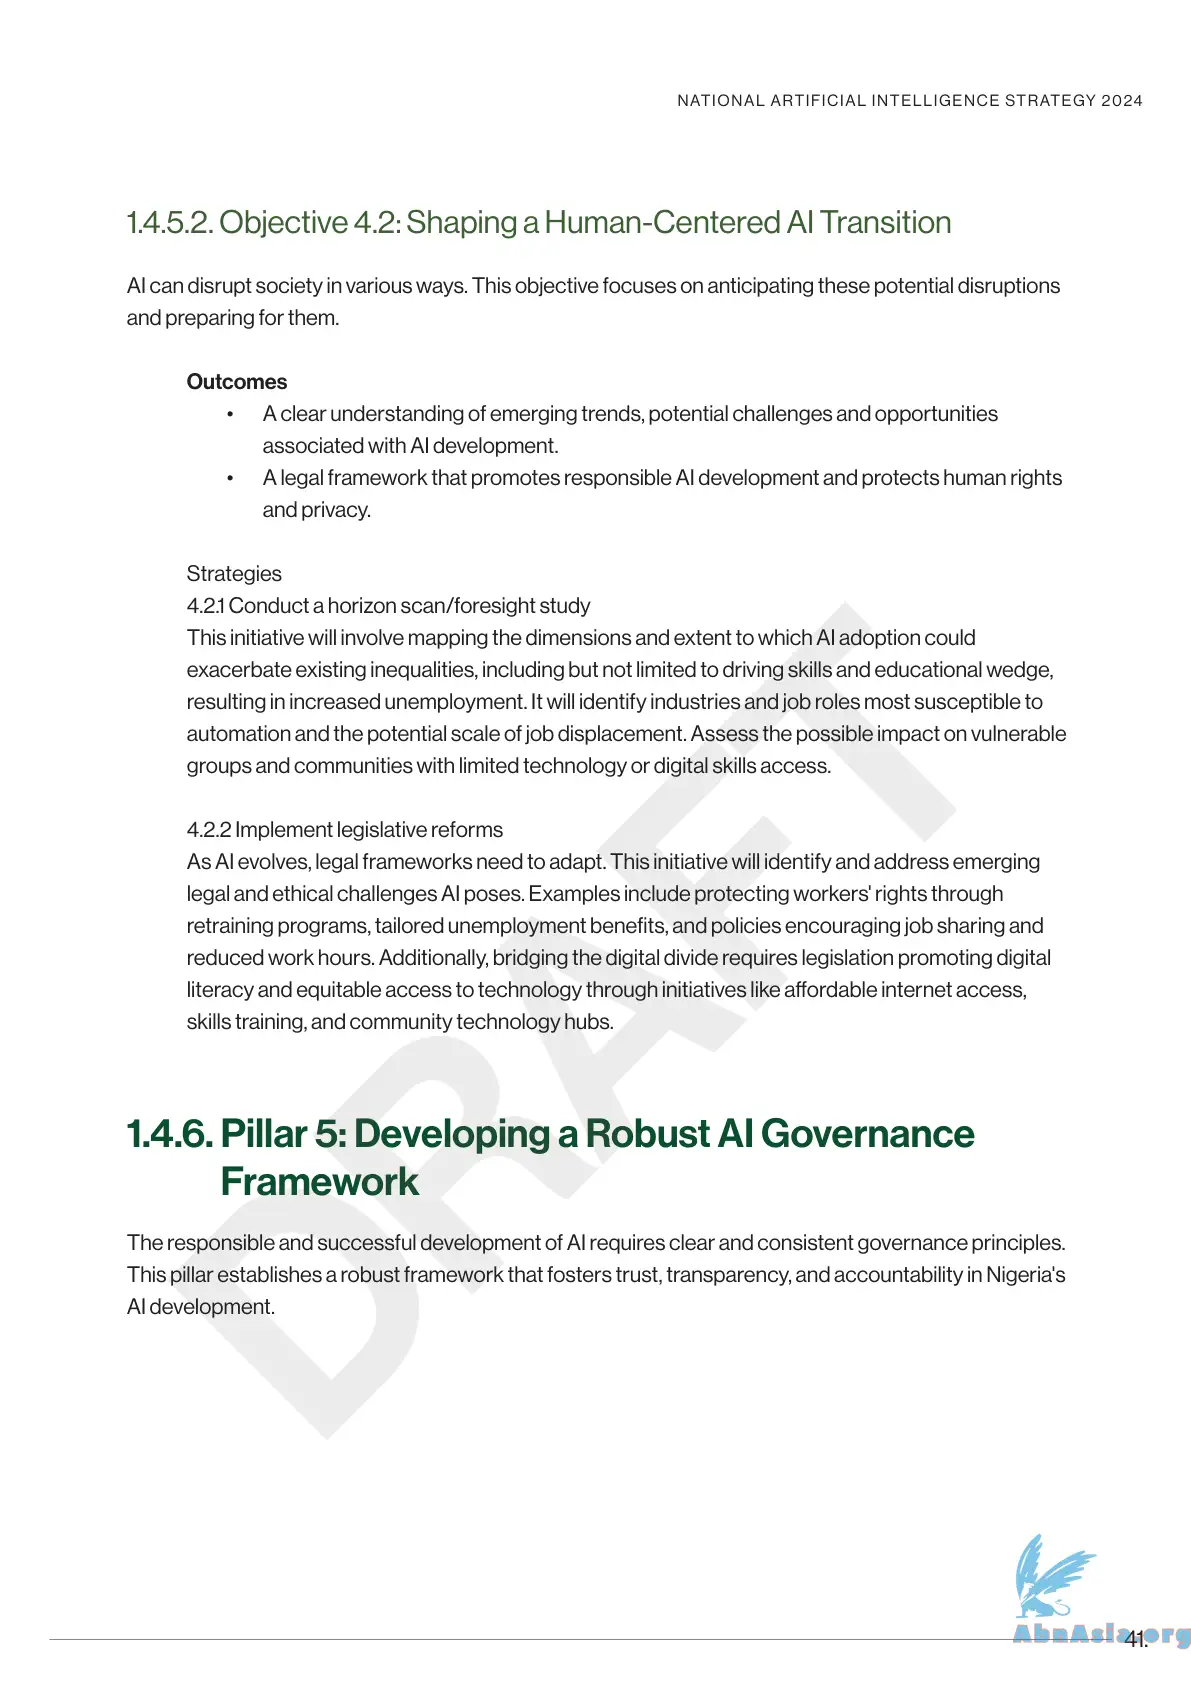 NATIONAL ARTIFICIAL INTELLIGENCE STRATEGY 2024
1.4.5.2. Objective 4.2: Shaping a Human-Centered AI Transition
AI can disrupt society in various ways. This objective focuses on anticipating these potential disruptions
and preparing for them.
Outcomes
• A clear understanding of emerging trends, potential challenges and opportunities
associated with AI development.
• A legal framework that promotes responsible AI development and protects human rights
and privacy.
Strategies
4.2.1 Conduct a horizon scan/foresight study
This initiative will involve mapping the dimensions and extent to which AI adoption could
exacerbate existing inequalities, including but not limited to driving skills and educational wedge,
resulting in increased unemployment. It will identify industries and job roles most susceptible to
automation and the potential scale of job displacement. Assess the possible impact on vulnerable
groups and communities with limited technology or digital skills access.
4.2.2 Implement legislative reforms
As AI evolves, legal frameworks need to adapt. This initiative will identify and address emerging
legal and ethical challenges AI poses. Examples include protecting workers' rights through
retraining programs, tailored unemployment benefits, and policies encouraging job sharing and
reduced work hours. Additionally, bridging the digital divide requires legislation promoting digital
literacy and equitable access to technology through initiatives like affordable internet access,
skills training, and community technology hubs.
1.4.6. Pillar 5: Developing a Robust AI Governance
Framework
The responsible and successful development of AI requires clear and consistent governance principles.
This pillar establishes a robust framework that fosters trust, transparency, and accountability in Nigeria's
AI development.
DRAFT
AbnAsia.org
41.